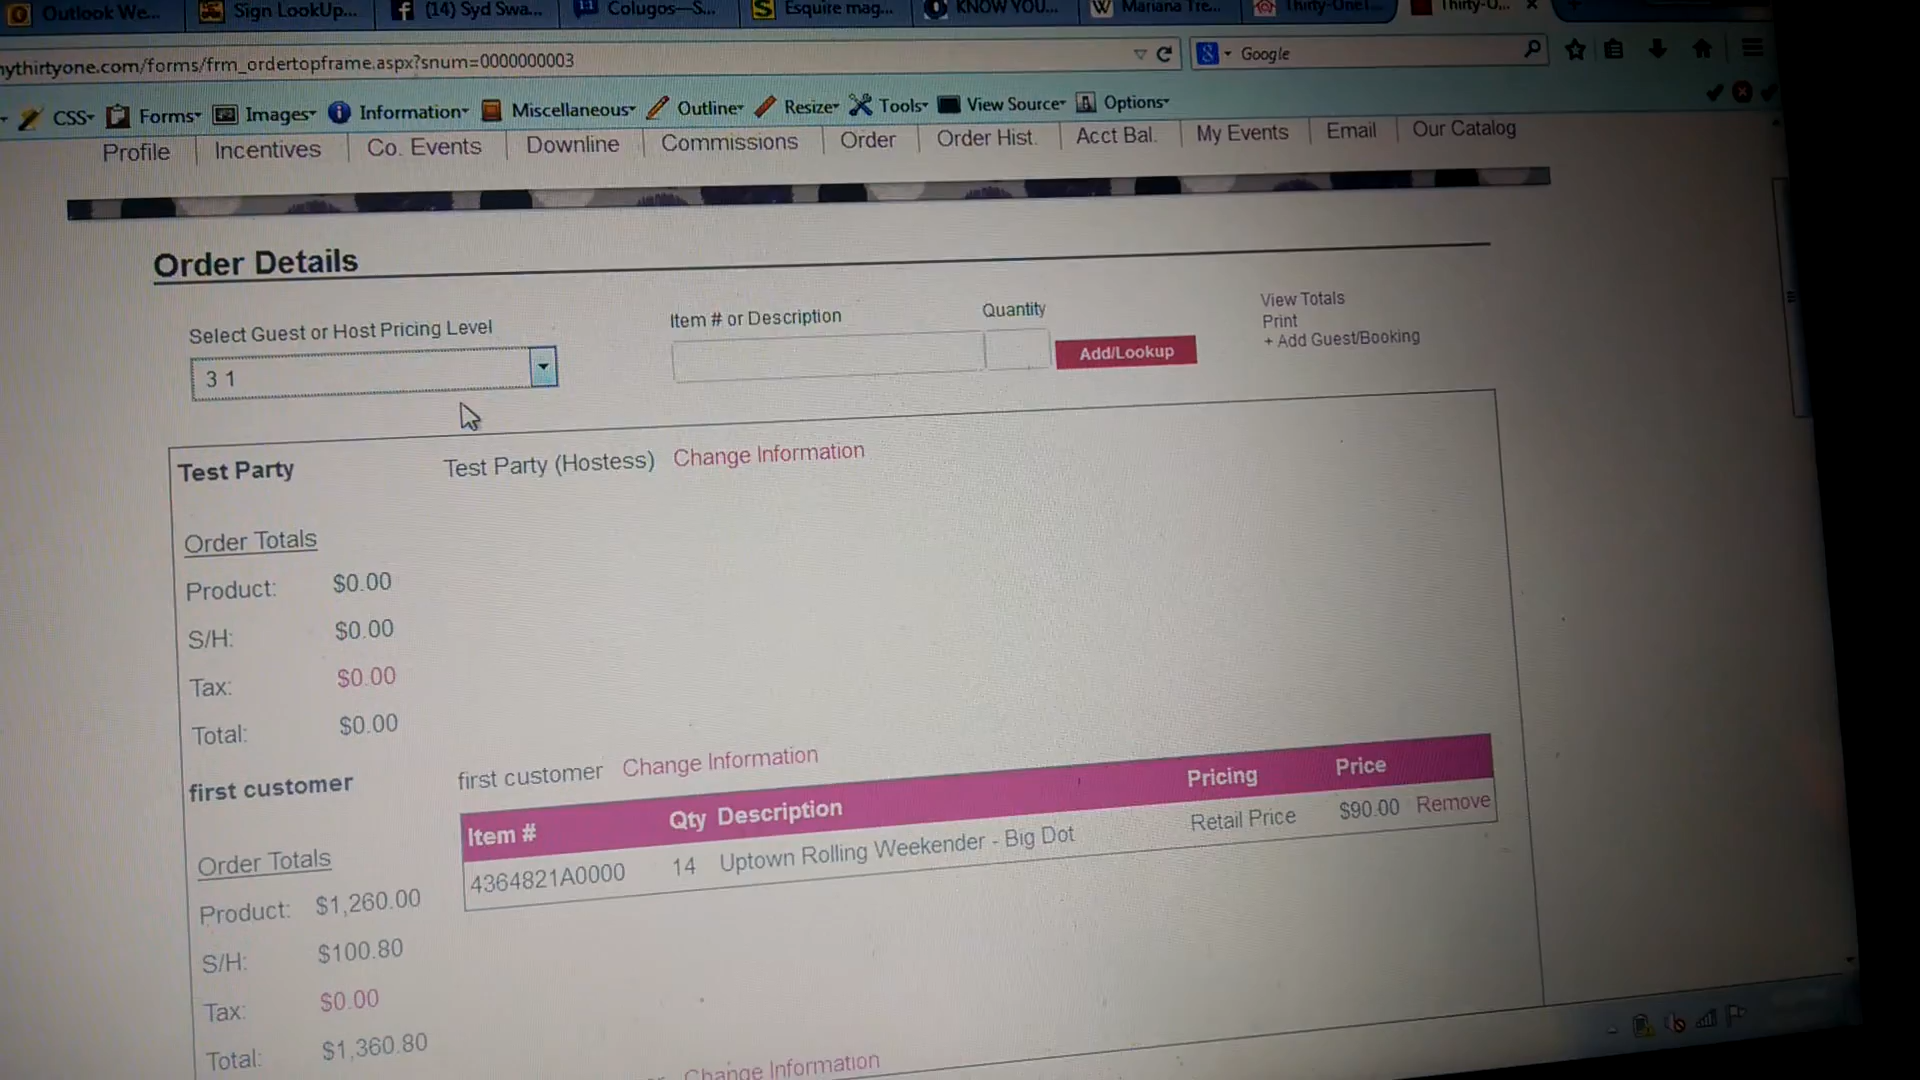 Outlook We... Sign LookUp... (14) Syd Swa... Colugos—S... Esquire mag... KNOW YOU... Mariana Tre... Thirty-One | ... Thirty-O...
nythirtyone.com/forms/frm_ordertopframe.aspx?snum=0000000003 Google
CSS Forms Images Information Miscellaneous Outline Resize Tools View Source Options
Profile Incentives Co. Events Downline Commissions Order Order Hist. Acct Bal. My Events Email Our Catalog
Order Details
Select Guest or Host Pricing Level Item # or Description Quantity
3 1 Add/Lookup
View Totals
Print
+ Add Guest/Booking
Test Party Test Party (Hostess) Change Information
Order Totals
Product: $0.00
S/H: $0.00
Tax: $0.00
Total: $0.00
first customer first customer Change Information
Item # Qty Description Pricing Price
4364821A0000 14 Uptown Rolling Weekender - Big Dot Retail Price $90.00 Remove
Order Totals
Product: $1,260.00
S/H: $100.80
Tax: $0.00
Total: $1,360.80
Change Information